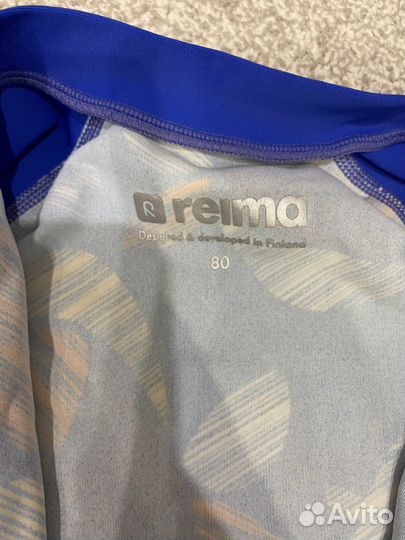 reima
Designed & developed in Finland
80
Avito